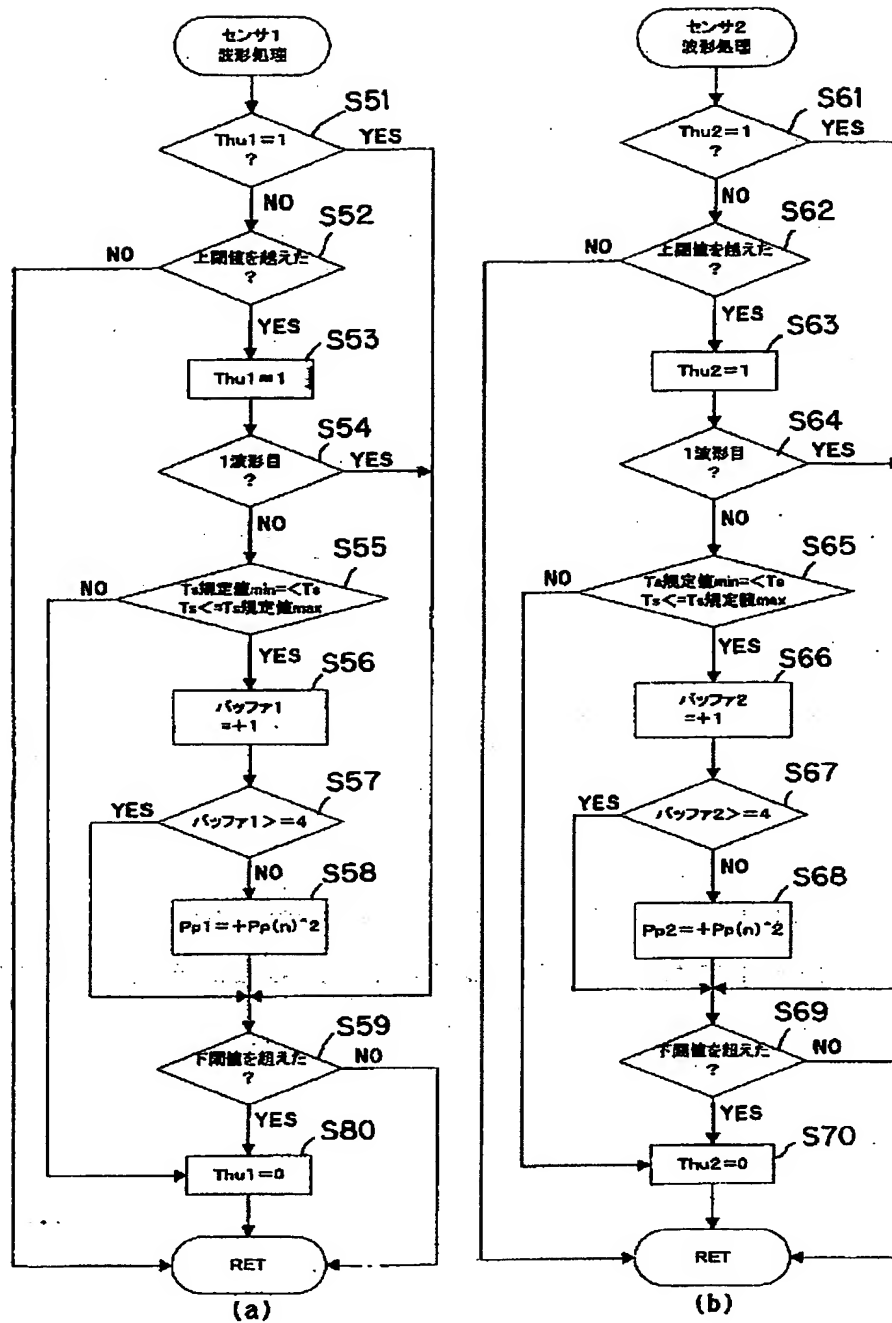 センサ1
波形処理
S51
Thu1=1
?
YES
NO
S52
NO
上閾値を越えた
?
YES
S53
Thu1=1
S54
1波形目
?
YES
NO
S55
NO
Ts規定値min=<Ts
Ts<=Ts規定値max
YES
S56
バッファ1
=+1
S57
YES
バッファ1>=4
NO
S58
Pp1=+Pp(n)^2
S59
下閾値を超えた
?
NO
YES
S80
Thu1=0
RET
(a)
センサ2
波形処理
S61
Thu2=1
?
YES
NO
S62
NO
上閾値を越えた
?
YES
S63
Thu2=1
S64
1波形目
?
YES
NO
S65
NO
Ts規定値min=<Ts
Ts<=Ts規定値max
YES
S66
バッファ2
=+1
S67
YES
バッファ2>=4
NO
S68
Pp2=+Pp(n)^2
S69
下閾値を超えた
?
NO
YES
S70
Thu2=0
RET
(b)